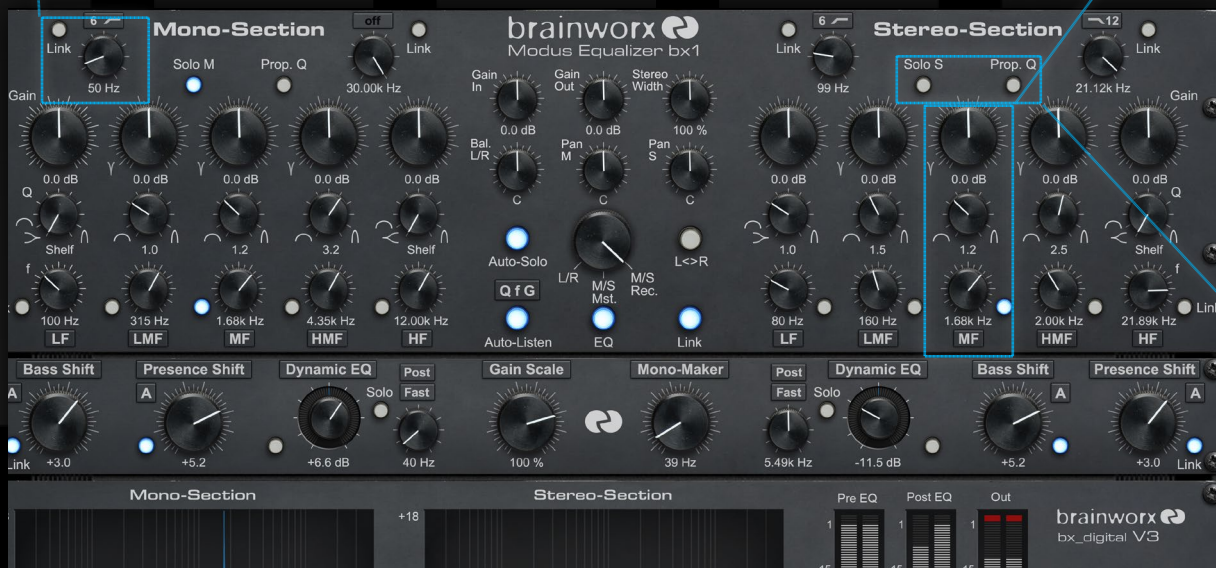 6
off
brainworx
6
12
Link
Mono-Section
Link
Modus Equalizer bx1
Link
Stereo-Section
Link
50 Hz
Solo M
Prop. Q
30.00k Hz
99 Hz
Solo S
Prop. Q
21.12k Hz
Gain
Gain In
Gain Out
Stereo Width
Gain
0.0 dB
0.0 dB
100 %
Bal. L/R
Pan M
Pan S
0.0 dB
0.0 dB
0.0 dB
0.0 dB
0.0 dB
0.0 dB
0.0 dB
0.0 dB
0.0 dB
0.0 dB
Q
C
C
C
Q
Shelf
1.0
1.2
3.2
Shelf
1.0
1.5
1.2
2.5
Shelf
Auto-Solo
L/R
M/S Mst.
M/S Rec.
L<>R
f
Q f G
f
100 Hz
315 Hz
1.68k Hz
4.35k Hz
12.00k Hz
80 Hz
160 Hz
1.68k Hz
2.00k Hz
21.89k Hz
Link
LF
LMF
MF
HMF
HF
Auto-Listen
EQ
Link
LF
LMF
MF
HMF
HF
Bass Shift
Presence Shift
Dynamic EQ
Post
Gain Scale
Mono-Maker
Post
Dynamic EQ
Bass Shift
Presence Shift
A
A
Solo
Fast
Fast
Solo
A
A
Link
+3.0
+5.2
+6.6 dB
40 Hz
100 %
39 Hz
5.49k Hz
-11.5 dB
+5.2
+3.0
Link
Mono-Section
Stereo-Section
Pre EQ
Post EQ
Out
+18
1
1
1
brainworx
bx_digital V3